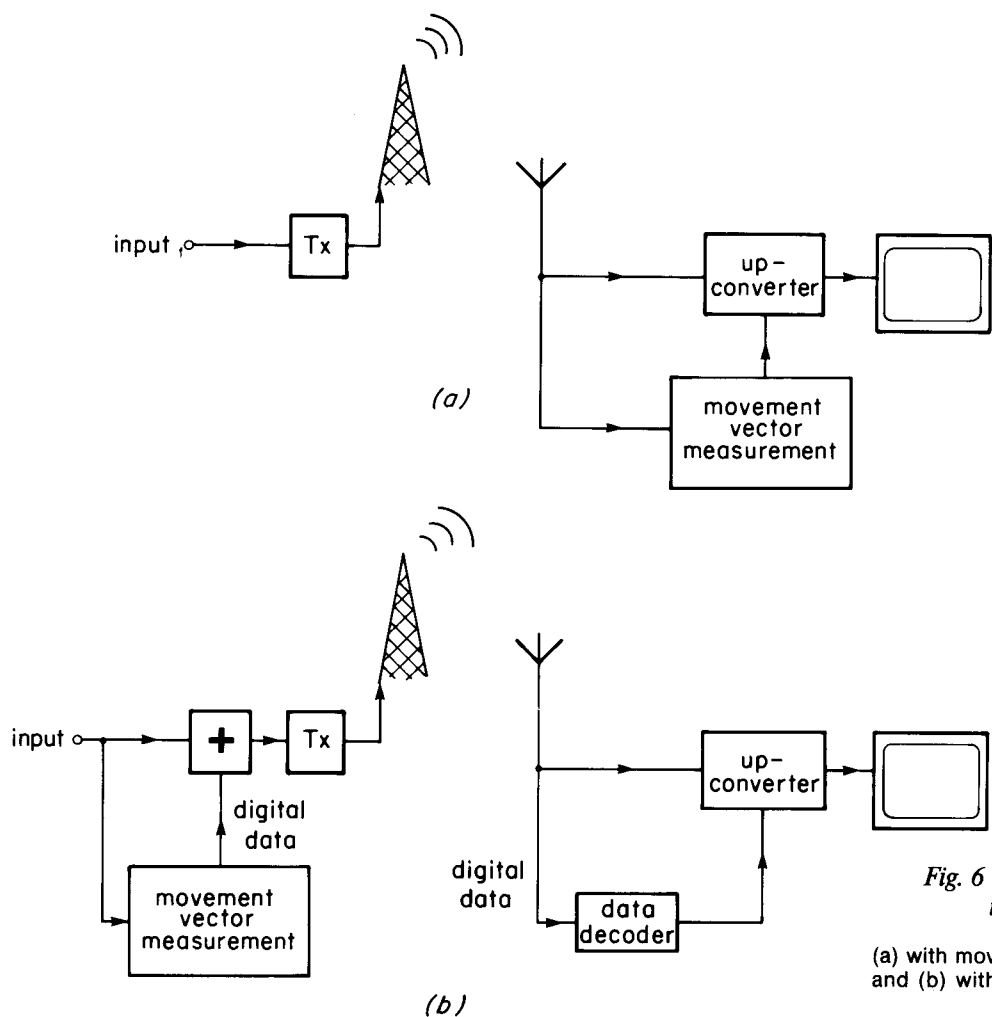 input
Tx
up-
converter
movement
vector
measurement
(a)
input
+
Tx
digital
data
movement
vector
measurement
up-
converter
digital
data
data
decoder
(b)
Fig. 6
(a) with mov
and (b) with